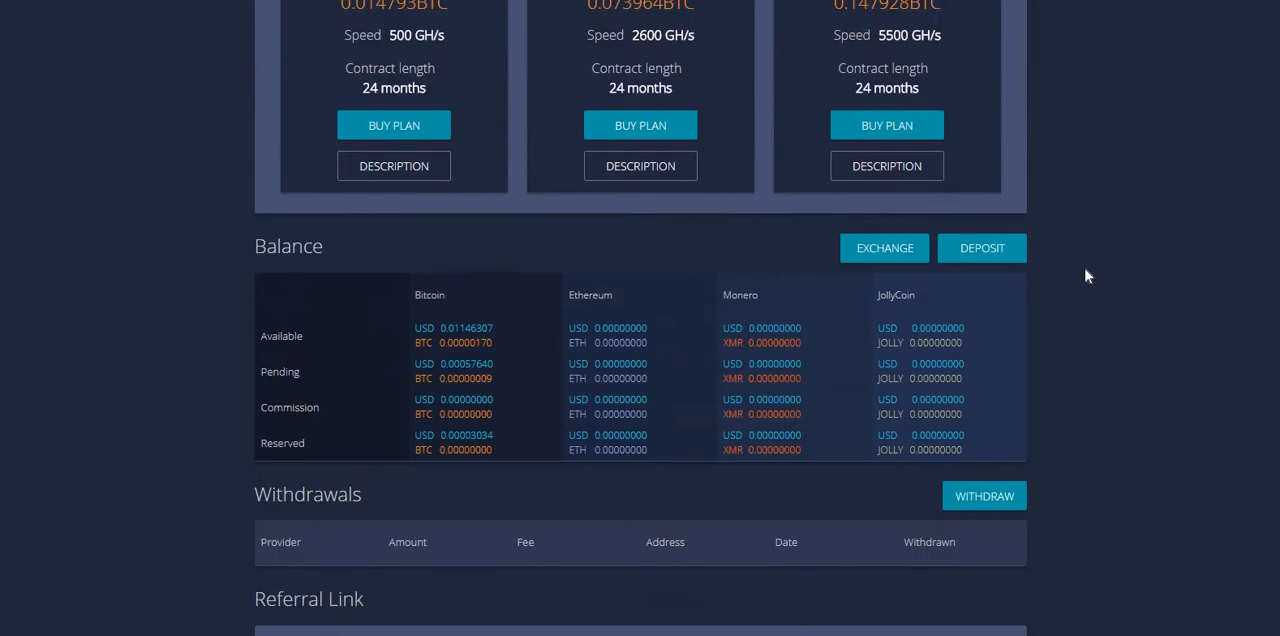 0.014793BTC 0.073964BTC 0.147928BTC
Speed 500 GH/s Speed 2600 GH/s Speed 5500 GH/s
Contract length Contract length Contract length
24 months 24 months 24 months
BUY PLAN BUY PLAN BUY PLAN
DESCRIPTION DESCRIPTION DESCRIPTION
Balance EXCHANGE DEPOSIT
Bitcoin Ethereum Monero JollyCoin
Available
USD 0.01146307 USD 0.00000000 USD 0.00000000 USD 0.00000000
BTC 0.00000170 ETH 0.00000000 XMR 0.00000000 JOLLY 0.00000000
Pending
USD 0.00057640 USD 0.00000000 USD 0.00000000 USD 0.00000000
BTC 0.00000009 ETH 0.00000000 XMR 0.00000000 JOLLY 0.00000000
Commission
USD 0.00000000 USD 0.00000000 USD 0.00000000 USD 0.00000000
BTC 0.00000000 ETH 0.00000000 XMR 0.00000000 JOLLY 0.00000000
Reserved
USD 0.00003034 USD 0.00000000 USD 0.00000000 USD 0.00000000
BTC 0.00000000 ETH 0.00000000 XMR 0.00000000 JOLLY 0.00000000
Withdrawals WITHDRAW
Provider Amount Fee Address Date Withdrawn
Referral Link